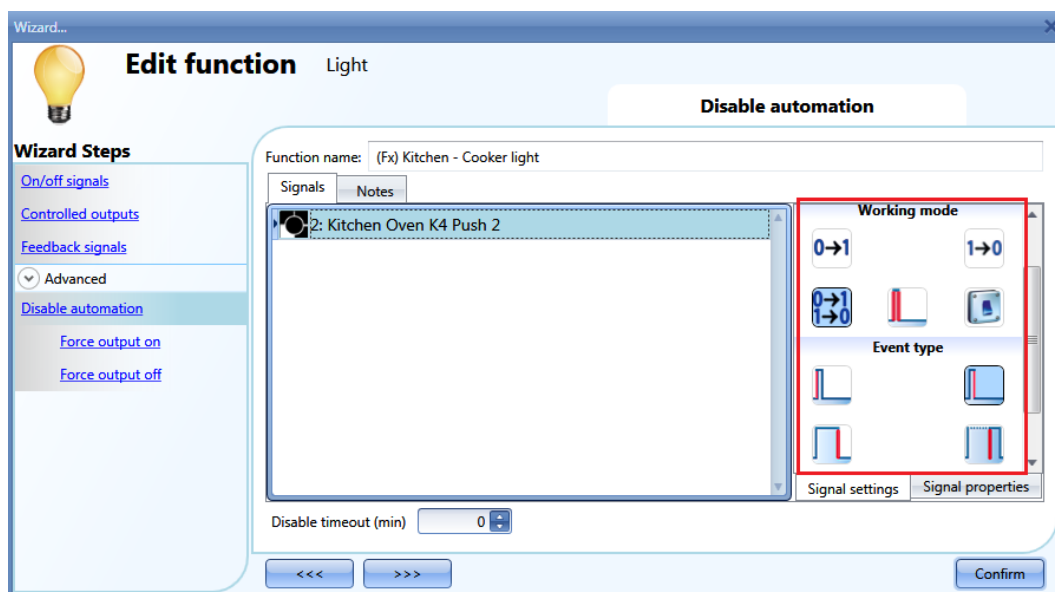 Wizard...
Edit function Light
Disable automation
Wizard Steps
On/off signals
Controlled outputs
Feedback signals
Advanced
Disable automation
Force output on
Force output off
Function name: (Fx) Kitchen - Cooker light
Signals Notes
2: Kitchen Oven K4 Push 2
Working mode
0→1 1→0
0→1
1→0
Event type
Signal settings Signal properties
Disable timeout (min) 0
<<< >>> Confirm